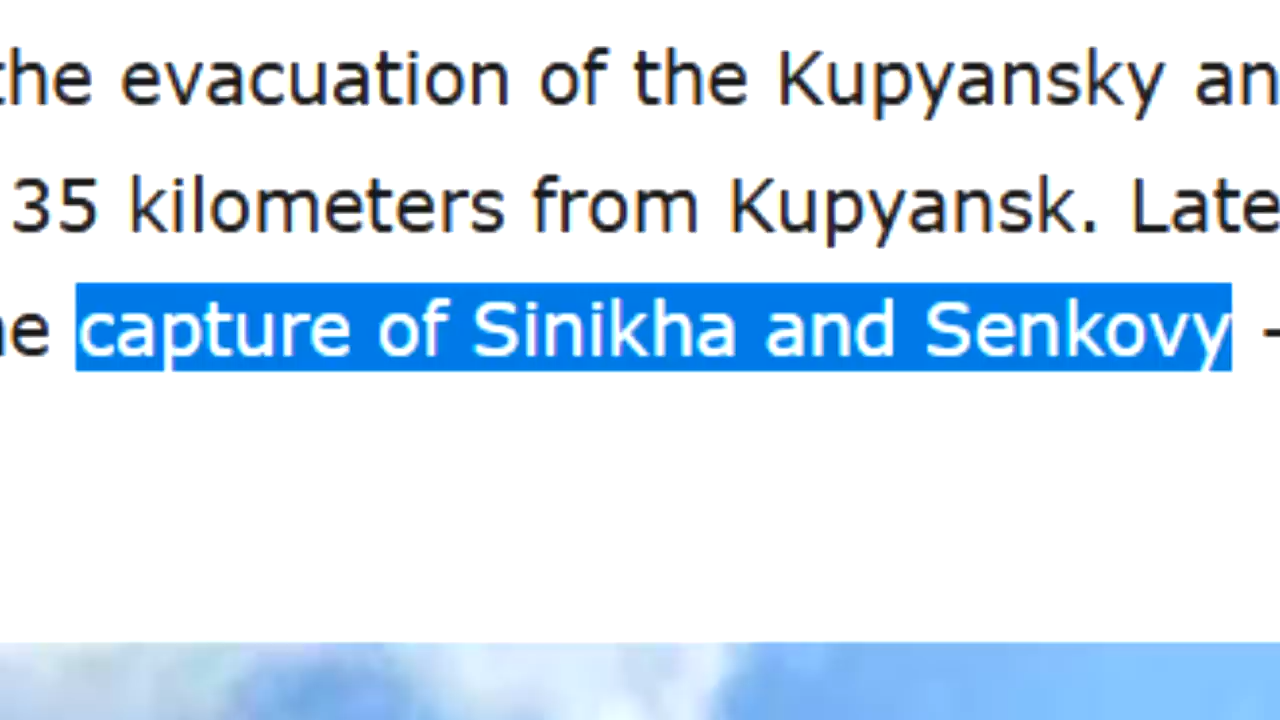 the evacuation of the Kupyansky an
35 kilometers from Kupyansk. Late
capture of Sinikha and Senkovy -